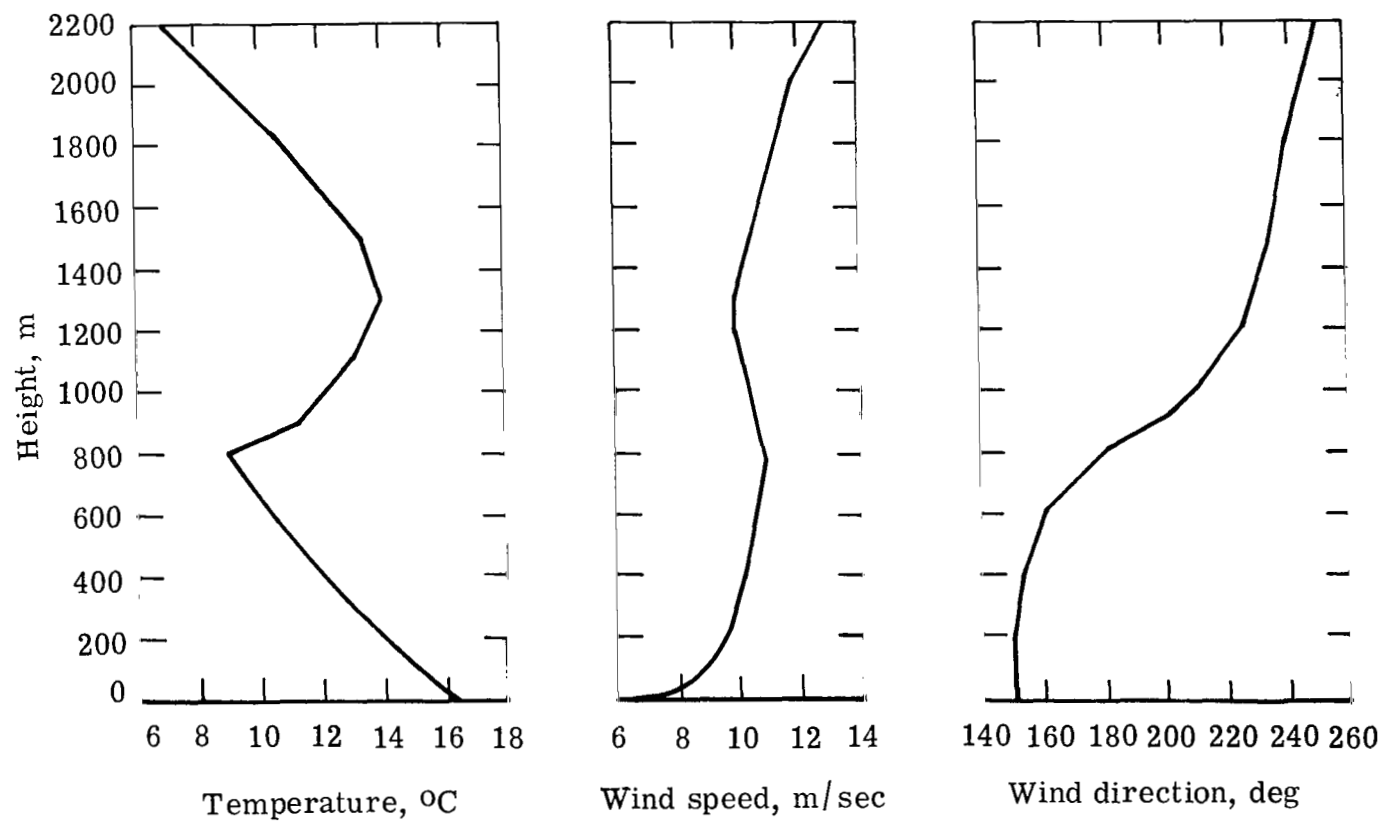 2200
2000
1800
1600
1400
1200
1000
800
600
400
200
0
Height, m
6 8 10 12 14 16 18
Temperature, ºC
6 8 10 12 14
Wind speed, m/sec
140 160 180 200 220 240 260
Wind direction, deg